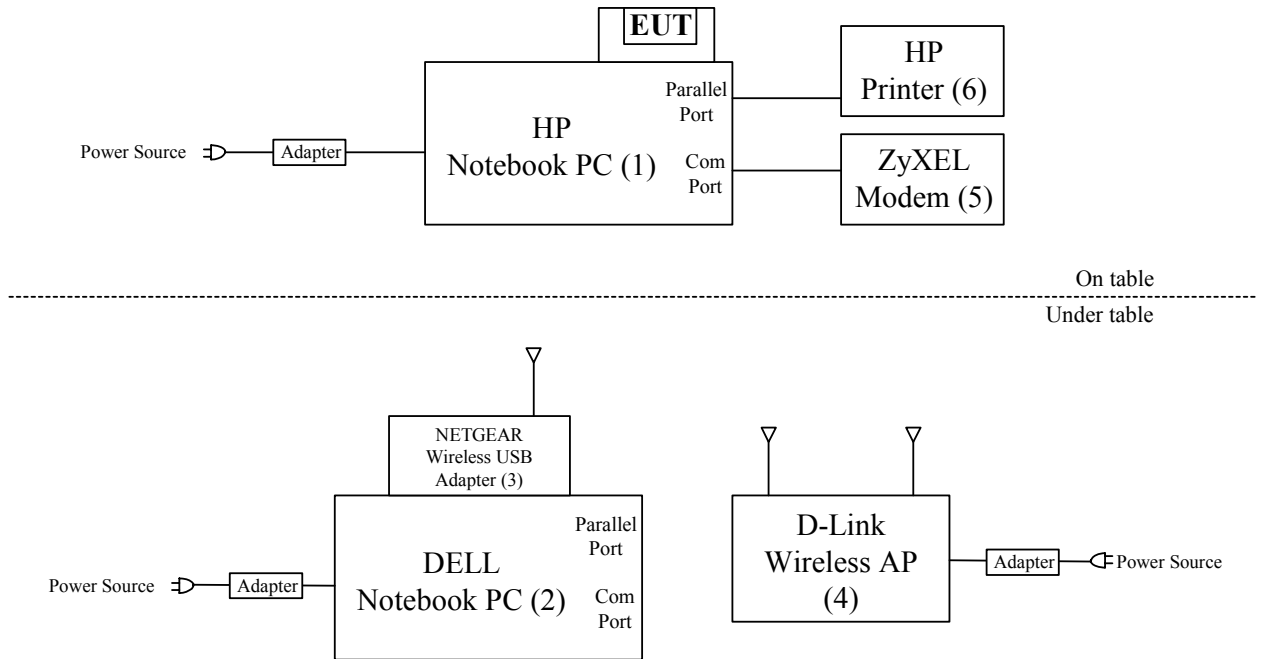 EUT
HP
Notebook PC (1)
Parallel
Port
Com
Port
HP
Printer (6)
ZyXEL
Modem (5)
Power Source
Adapter
On table
Under table
NETGEAR
Wireless USB
Adapter (3)
DELL
Notebook PC (2)
Parallel
Port
Com
Port
Power Source
Adapter
D-Link
Wireless AP
(4)
Adapter
Power Source